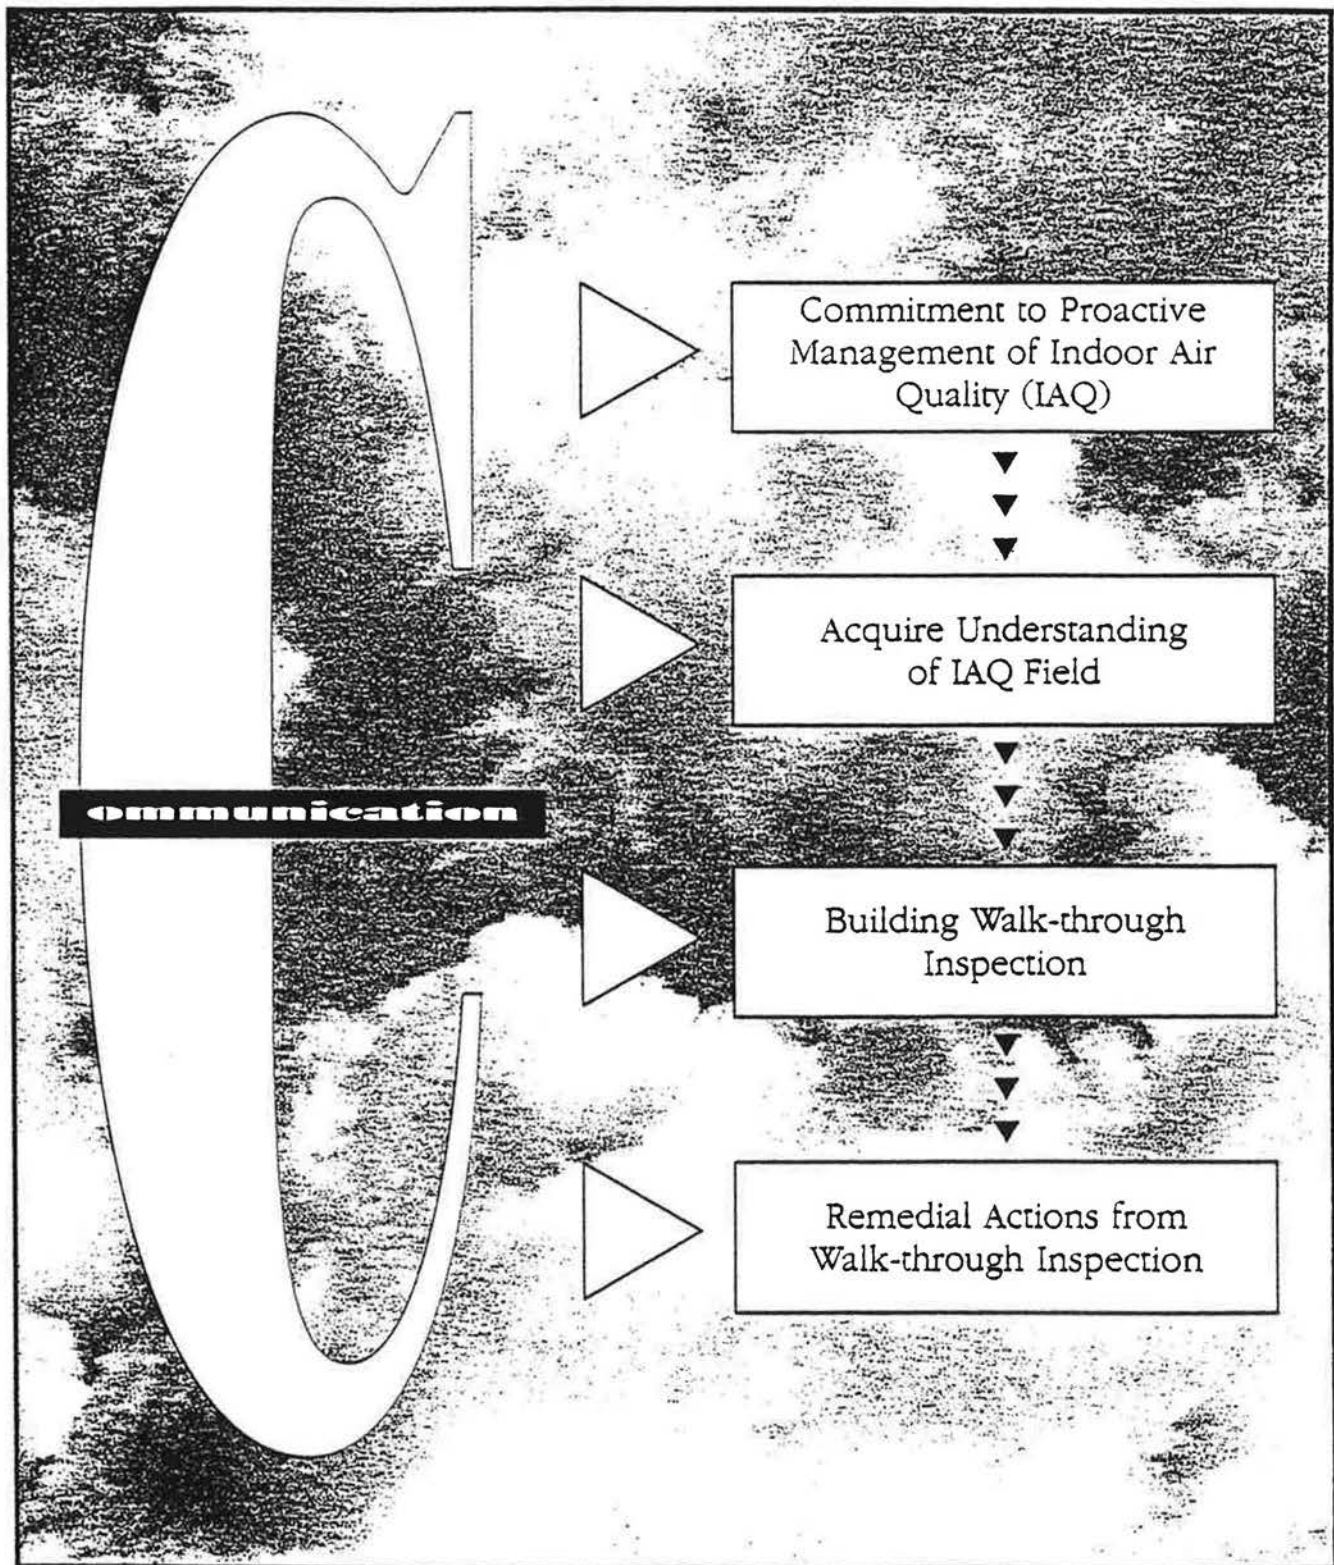 Commitment to Proactive
Management of Indoor Air
Quality (IAQ)
Acquire Understanding
of IAQ Field
Communication
Building Walk-through
Inspection
Remedial Actions from
Walk-through Inspection